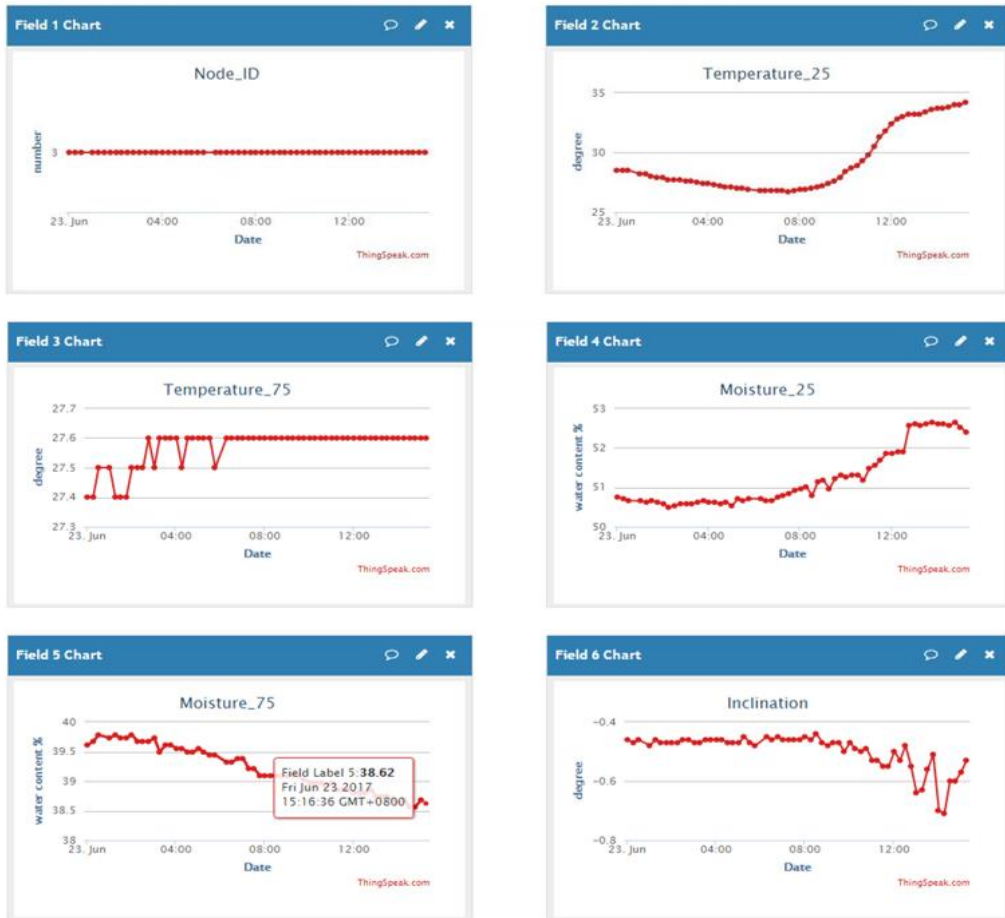 Field 1 Chart
Node_ID
number
3
23. Jun
04:00
08:00
12:00
Date
ThingSpeak.com
Field 2 Chart
Temperature_25
degree
35
30
25
23. Jun
04:00
08:00
12:00
Date
ThingSpeak.com
Field 3 Chart
Temperature_75
degree
27.7
27.6
27.5
27.4
27.3
23. Jun
04:00
08:00
12:00
Date
ThingSpeak.com
Field 4 Chart
Moisture_25
water content %
53
52
51
50
23. Jun
04:00
08:00
12:00
Date
ThingSpeak.com
Field 5 Chart
Moisture_75
water content %
40
39.5
39
38.5
38
Field Label 5:38.62
Fri Jun 23 2017
15:16:36 GMT+0800
23. Jun
04:00
08:00
12:00
Date
ThingSpeak.com
Field 6 Chart
Inclination
degree
-0.4
-0.6
-0.8
23. Jun
04:00
08:00
12:00
Date
ThingSpeak.com